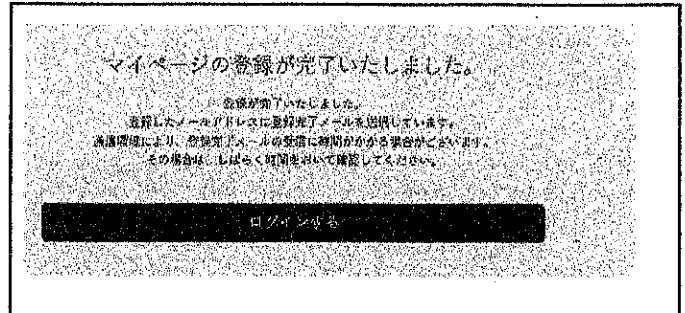 マイページの登録が完了いたしました。
登録が完了いたしました。
登録したメールアドレスに登録完了メールを送信しています。
通信環境により、登録完了メールの受信に時間がかかる場合がございます。
その場合は、しばらく時間をおいて確認してください。
ログインする